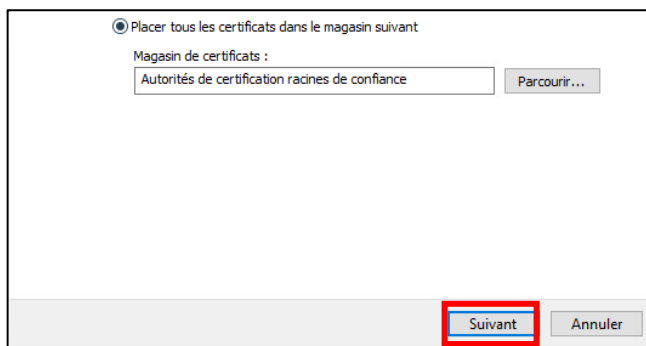 Placer tous les certificats dans le magasin suivant
Magasin de certificats :
Autorités de certification racines de confiance
Parcourir...
Suivant
Annuler